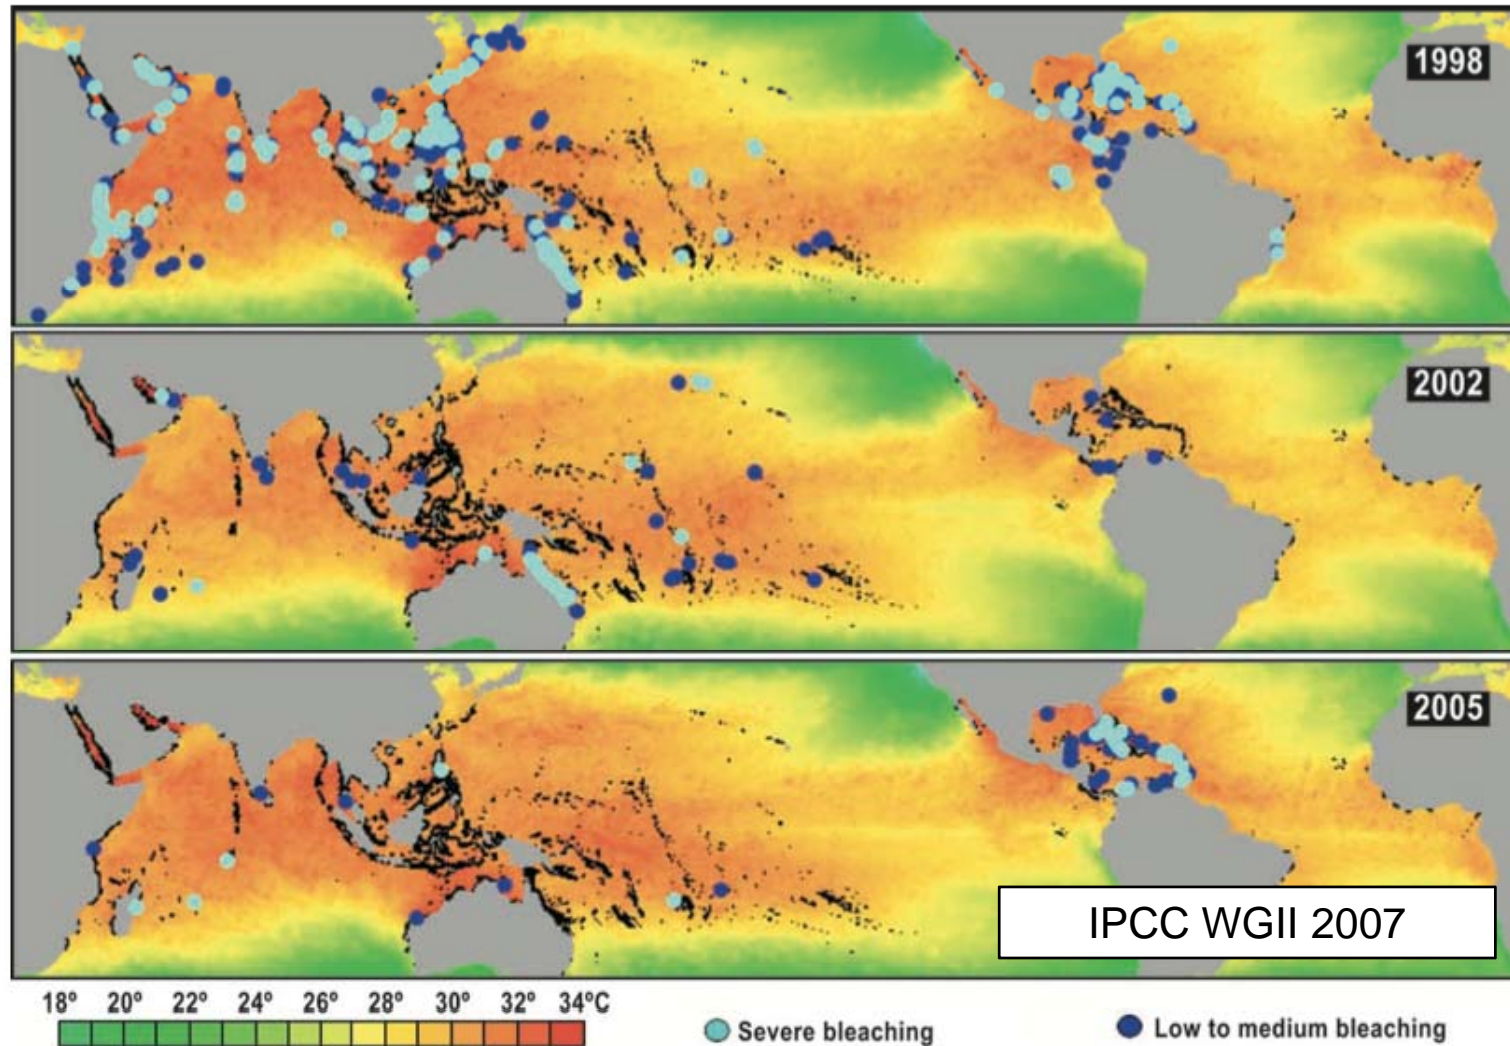 1998
2002
2005
IPCC WGII 2007
18° 20° 22° 24° 26° 28° 30° 32° 34°C
Severe bleaching
Low to medium bleaching